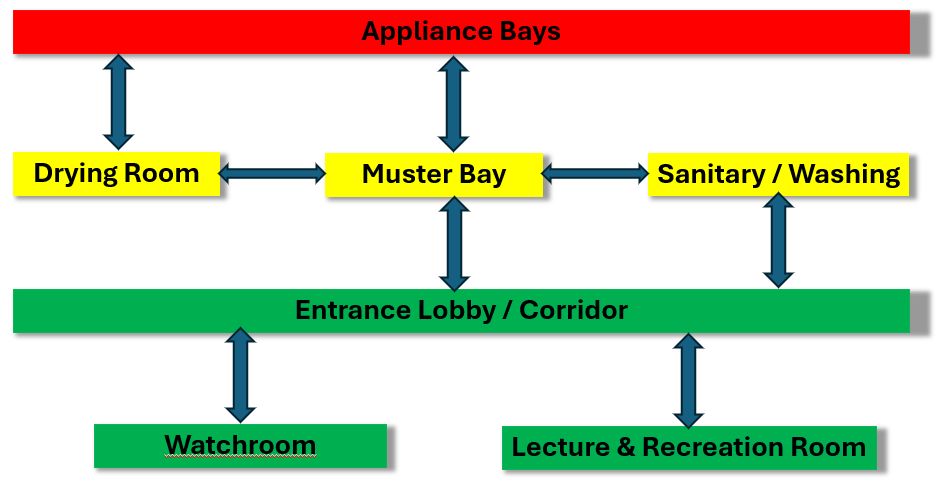 Appliance Bays
Drying Room
Muster Bay
Sanitary / Washing
Entrance Lobby / Corridor
Watchroom
Lecture & Recreation Room